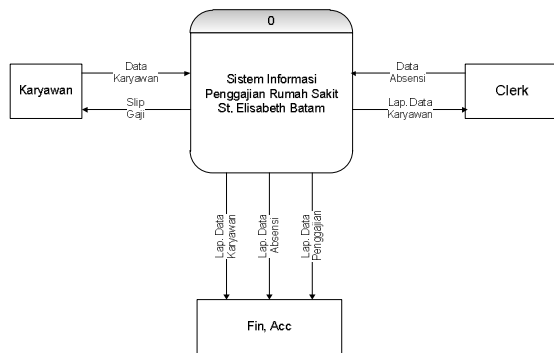 0
Sistem Informasi
Penggajian Rumah Sakit
St. Elisabeth Batam
Karyawan
Data
Karyawan
Slip
Gaji
Data
Absensi
Lap. Data
Karyawan
Clerk
Lap. Data
Karyawan
Lap. Data
Absensi
Lap. Data
Penggajian
Fin, Acc